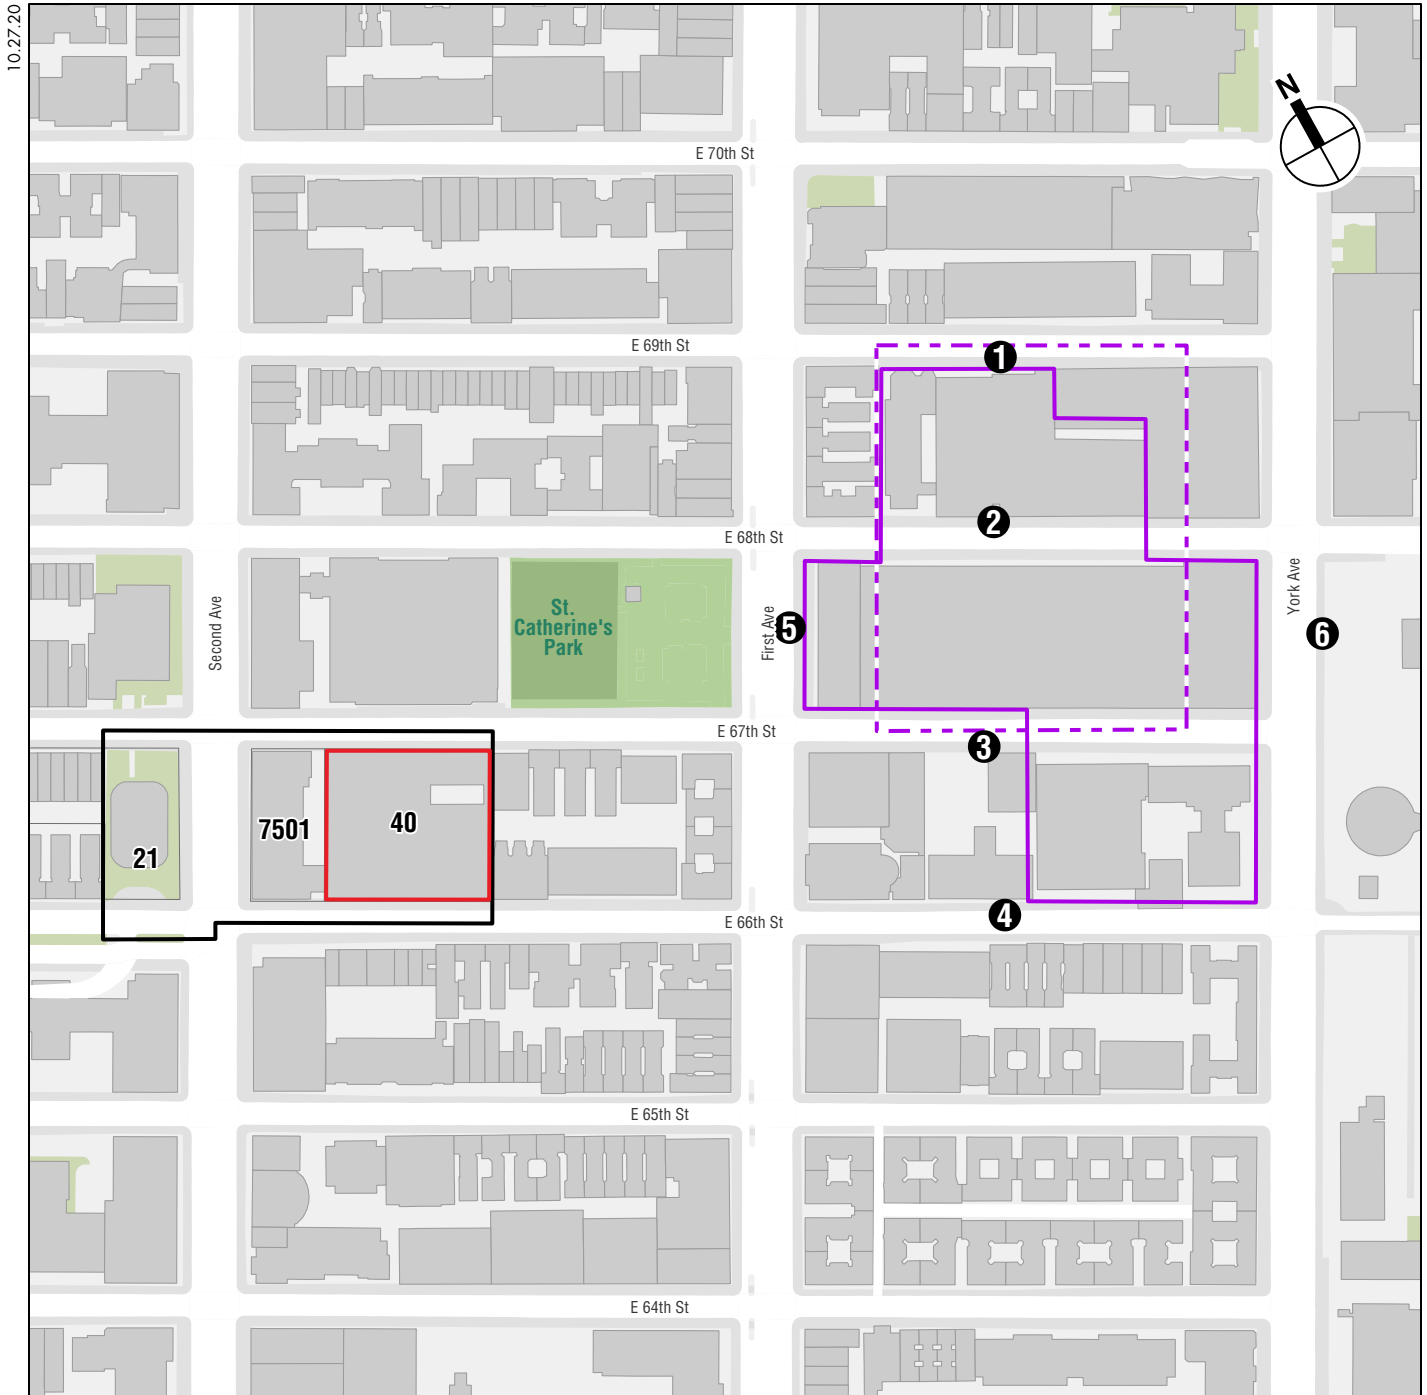 10.27.20
N
E 70th St
E 69th St
1
2
E 68th St
St.
Catherine's
Park
Second Ave
First Ave
5
York Ave
6
E 67th St
3
7501
40
21
4
E 66th St
E 65th St
E 64th St